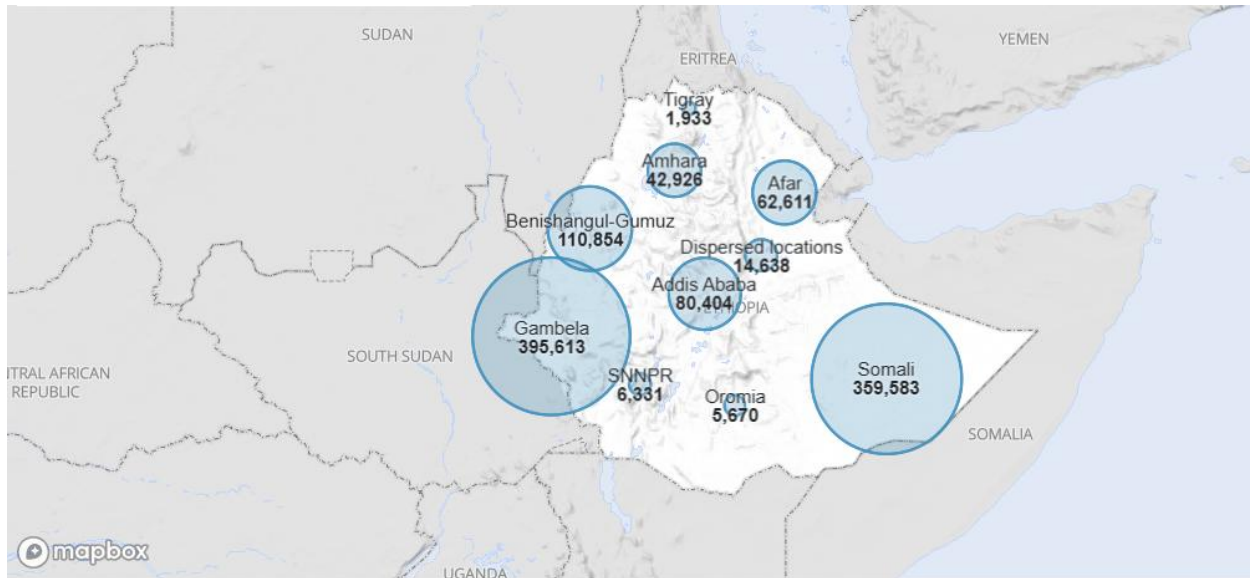 SUDAN
YEMEN
ERITREA
Tigray
1,933
Amhara
42,926
Afar
62,611
Benishangul-Gumuz
110,854
Dispersed locations
14,638
Addis Ababa
80,404
ETHIOPIA
Gambela
395,613
SOUTH SUDAN
NTRAL AFRICAN
REPUBLIC
SNNPR
6,331
Oromia
5,670
Somali
359,583
SOMALIA
mapbox
UGANDA